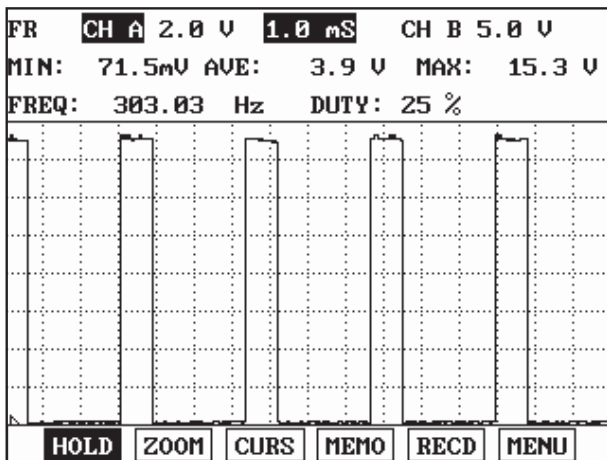 FR CH A 2.0 V 1.0 mS CH B 5.0 V
MIN: 71.5mV AVE: 3.9 V MAX: 15.3 V
FREQ: 303.03 Hz DUTY: 25 %
HOLD ZOOM CURS MEMO RECD MENU